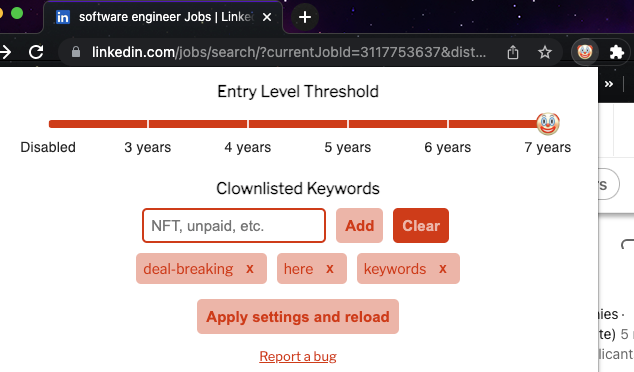 in software engineer Jobs | Linke
linkedin.com/jobs/search/?currentJobId=3117753637&dist...
Entry Level Threshold
Disabled 3 years 4 years 5 years 6 years 7 years
Clownlisted Keywords
NFT, unpaid, etc. Add Clear
deal-breaking x here x keywords x
Apply settings and reload
Report a bug
nies ·
te) 5
licant